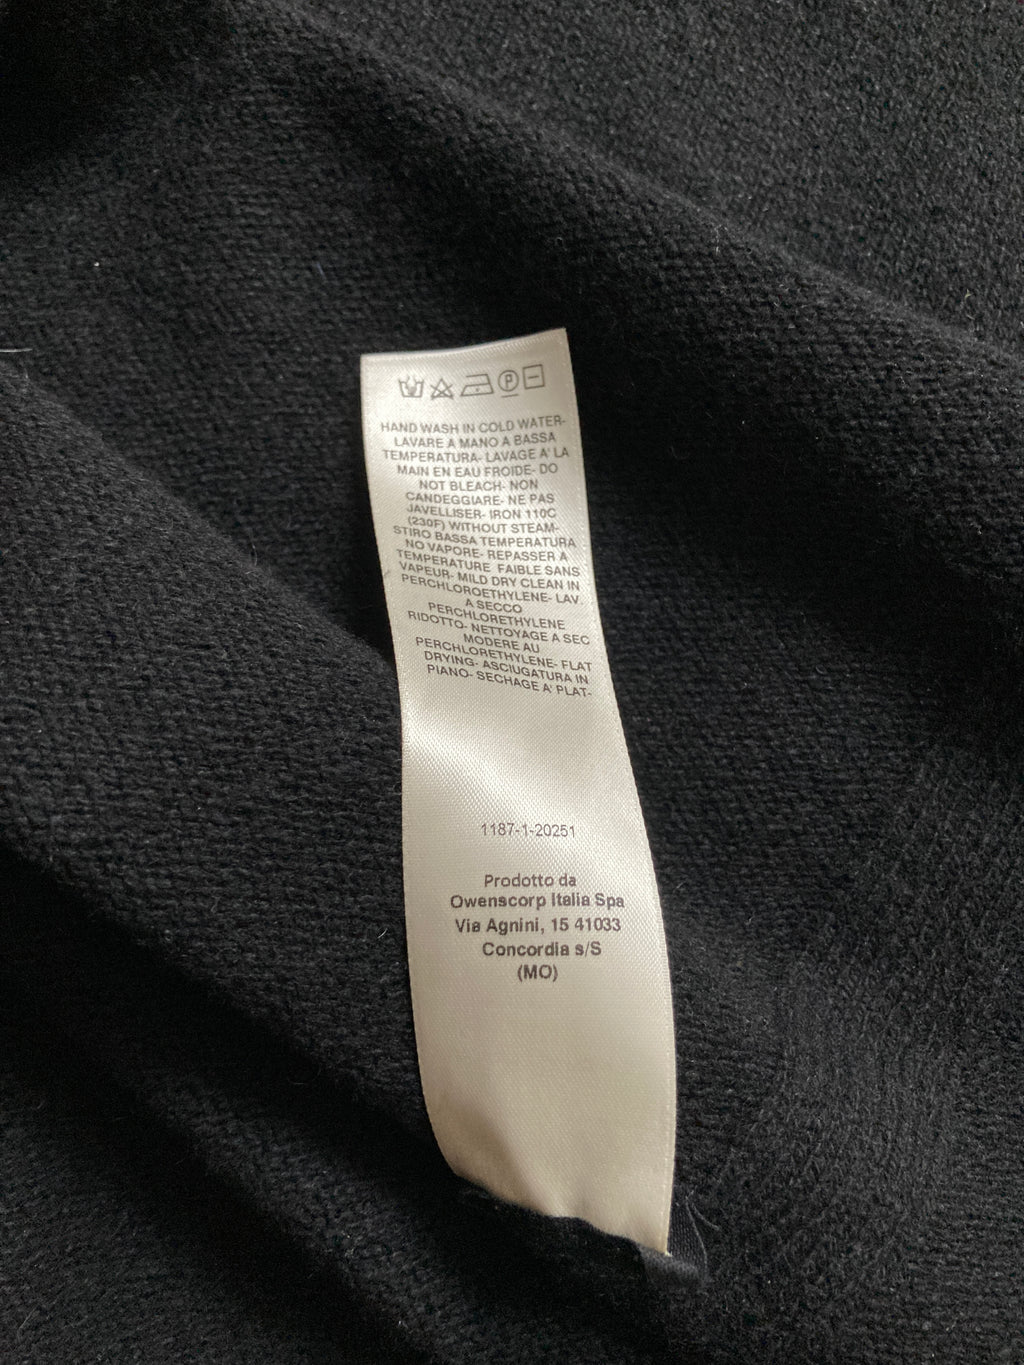 HAND WASH IN COLD WATER-
LAVARE A MANO A BASSA
TEMPERATURA- LAVAGE A' LA
MAIN EN EAU FROIDE- DO
NOT BLEACH- NON
CANDEGGIARE- NE PAS
JAVELLISER- IRON 110C
(230F) WITHOUT STEAM-
STIRO BASSA TEMPERATURA
NO VAPORE- REPASSER A
TEMPERATURE FAIBLE SANS
VAPEUR- MILD DRY CLEAN IN
PERCHLOROETHYLENE- LAV.
A SECCO
PERCHLORETHYLENE
RIDOTTO- NETTOYAGE A SEC
MODERE AU
PERCHLORETHYLENE- FLAT
DRYING- ASCIUGATURA IN
PIANO- SECHAGE A' PLAT-
1187-1-20251
Prodotto da
Owenscorp Italia Spa
Via Agnini, 15 41033
Concordia s/S
(MO)